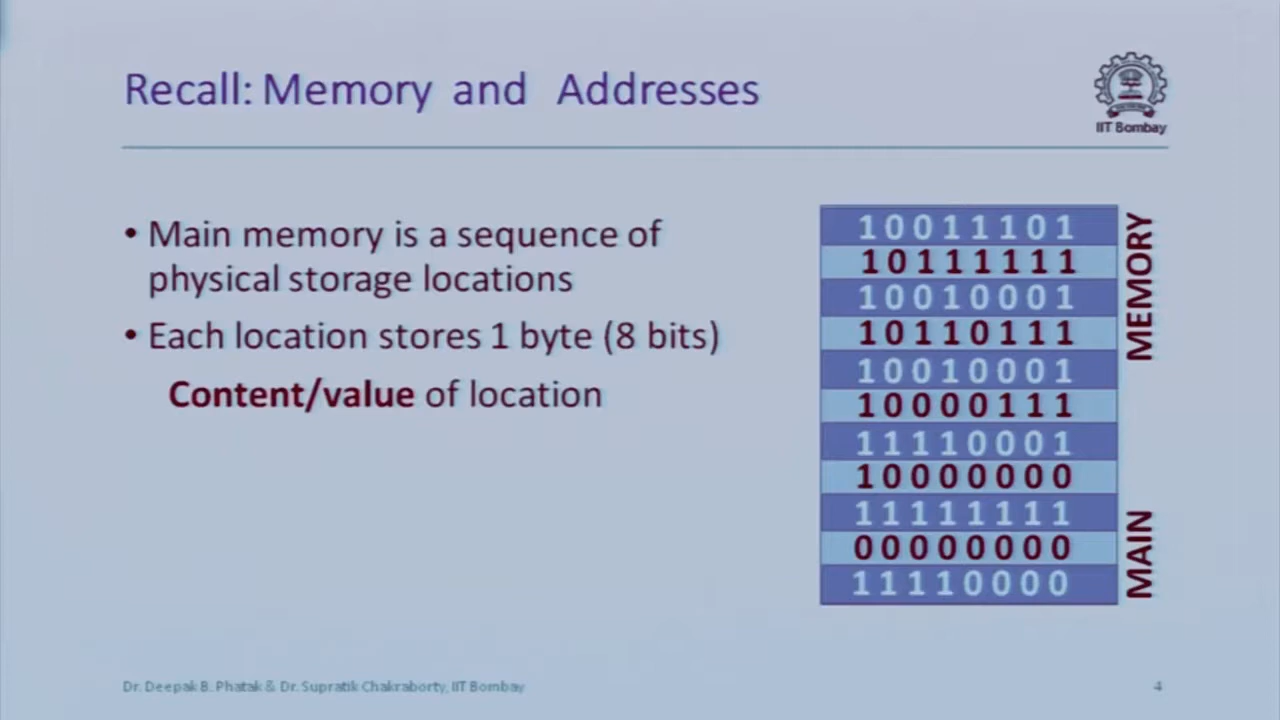 Recall: Memory and Addresses
IIT Bombay
• Main memory is a sequence of
physical storage locations
• Each location stores 1 byte (8 bits)
Content/value of location
10011101
10111111
10010001
10110111
10010001
10000111
11110001
10000000
11111111
00000000
11110000
MAIN MEMORY
Dr. Deepak B. Phatak & Dr. Supratik Chakraborty, IIT Bombay
4